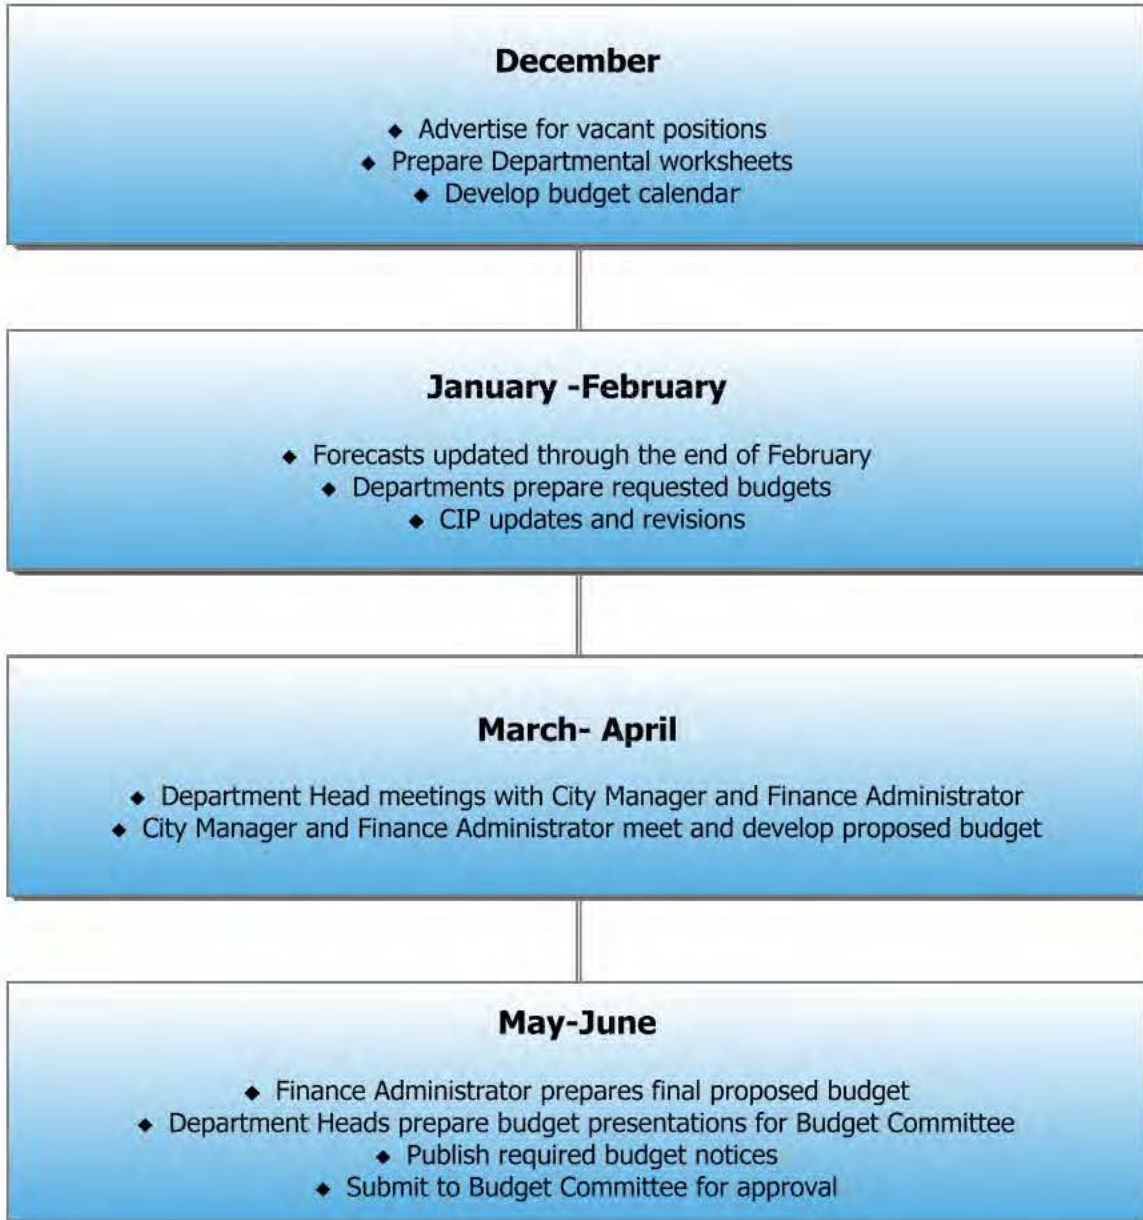 December
◆ Advertise for vacant positions
◆ Prepare Departmental worksheets
◆ Develop budget calendar
January -February
◆ Forecasts updated through the end of February
◆ Departments prepare requested budgets
◆ CIP updates and revisions
March- April
◆ Department Head meetings with City Manager and Finance Administrator
◆ City Manager and Finance Administrator meet and develop proposed budget
May-June
◆ Finance Administrator prepares final proposed budget
◆ Department Heads prepare budget presentations for Budget Committee
◆ Publish required budget notices
◆ Submit to Budget Committee for approval